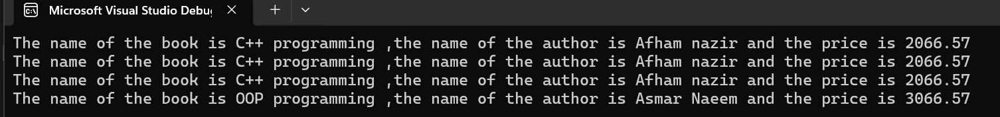 Microsoft Visual Studio Debu
The name of the book is C++ programming ,the name of the author is Afham nazir and the price is 2066.57
The name of the book is C++ programming ,the name of the author is Afham nazir and the price is 2066.57
The name of the book is C++ programming ,the name of the author is Afham nazir and the price is 2066.57
The name of the book is OOP programming ,the name of the author is Asmar Naeem and the price is 3066.57